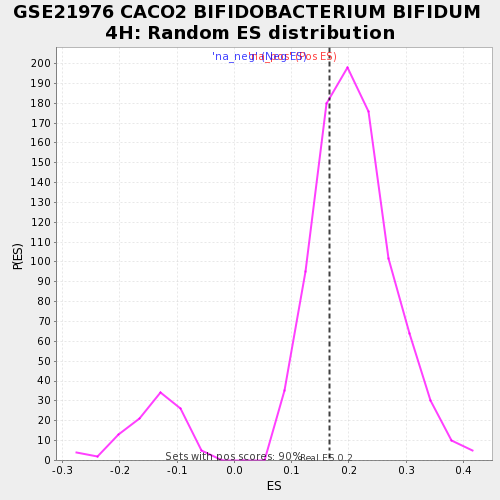 GSE21976 CACO2 BIFIDOBACTERIUM BIFIDUM
4H: Random ES distribution
'na_neg' (Neg ES)
(Pos ES)
P(ES)
200
190
180
170
160
150
140
130
120
110
100
90
80
70
60
50
40
30
20
10
0
Sets with pos scores: 90%
Real ES 0.2
-0.3 -0.2 -0.1 0.0 0.1 0.2 0.3 0.4
ES